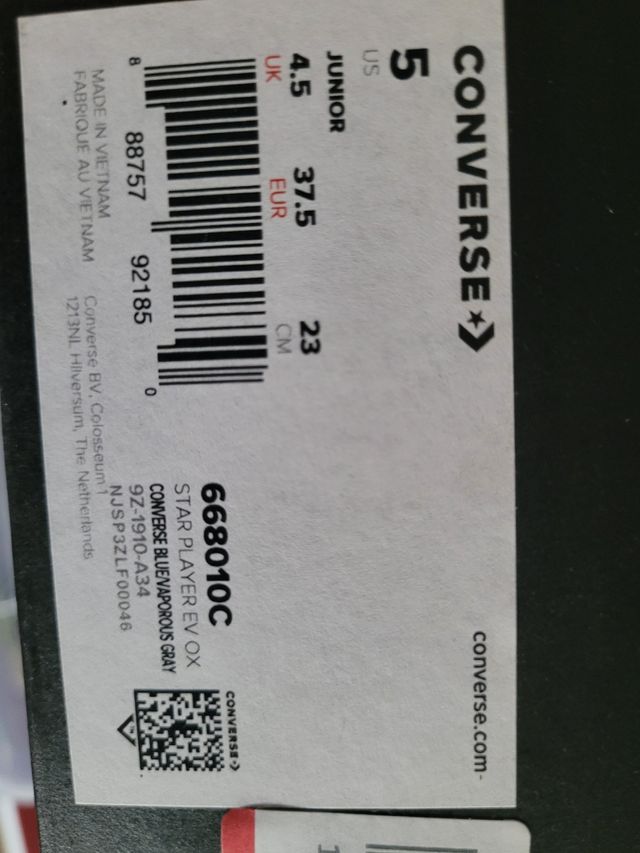 CONVERSE
converse.com
5
US
JUNIOR
4.5 37.5 23
UK EUR CM
8 88757 92185 0
MADE IN VIETNAM
FABRIQUÉ AU VIETNAM
Converse BV, Colosseum 1
1213NL Hilversum, The Netherlands
668010C
STAR PLAYER EV OX
CONVERSE BLUE/VAPOROUS GRAY
9Z-1910-A34
NJSP3ZLF00046
CONVERSE
1